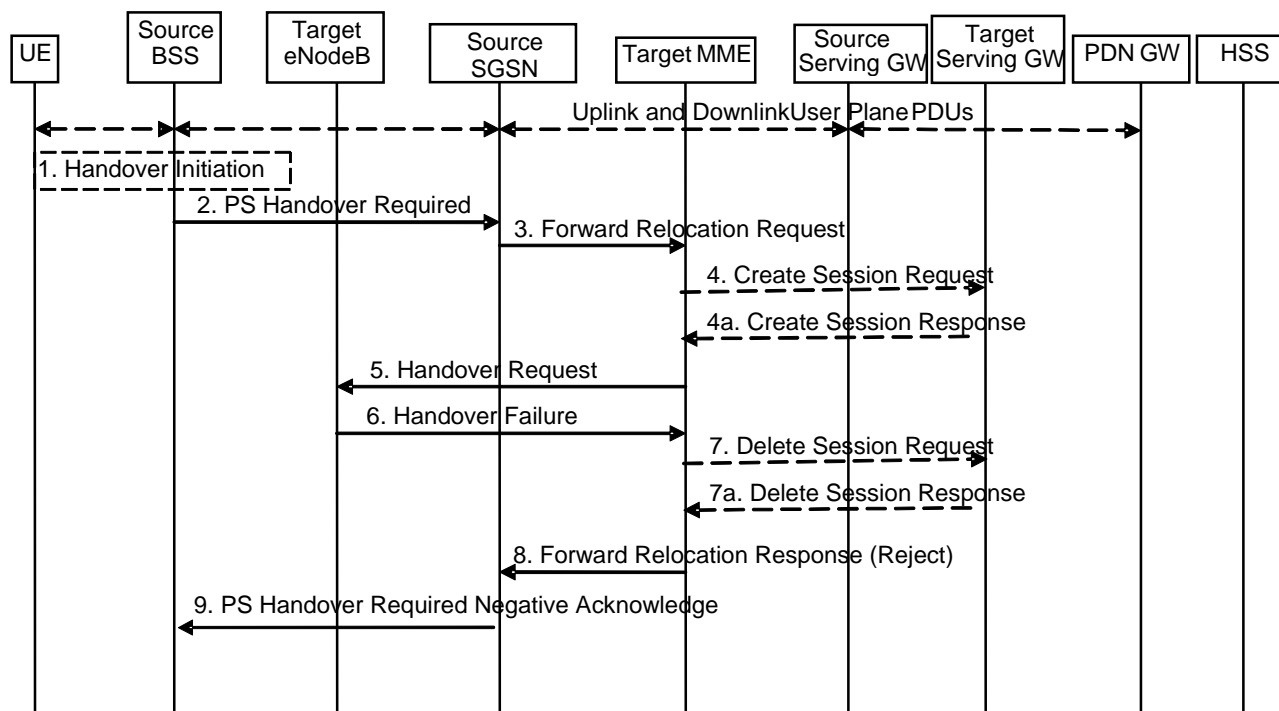 UE
Source
BSS
Target
eNodeB
Source
SGSN
Target MME
Source
Serving GW
Target
Serving GW
PDN GW
HSS
Uplink and DownlinkUser Plane PDUs
1. Handover Initiation
2. PS Handover Required
3. Forward Relocation Request
4. Create Session Request
4a. Create Session Response
5. Handover Request
6. Handover Failure
7. Delete Session Request
7a. Delete Session Response
8. Forward Relocation Response (Reject)
9. PS Handover Required Negative Acknowledge